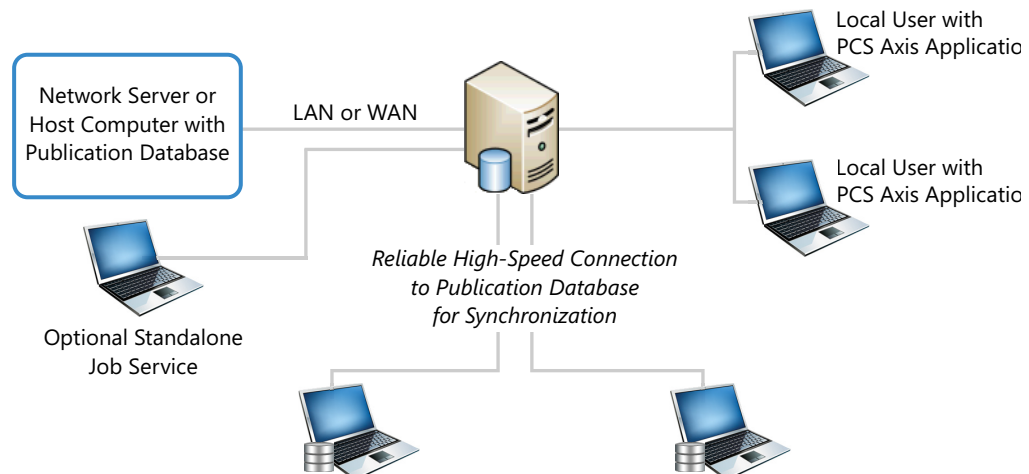 Network Server or
Host Computer with
Publication Database
LAN or WAN
Local User with
PCS Axis Applicatio
Local User with
PCS Axis Applicatio
Reliable High-Speed Connection
to Publication Database
for Synchronization
Optional Standalone
Job Service